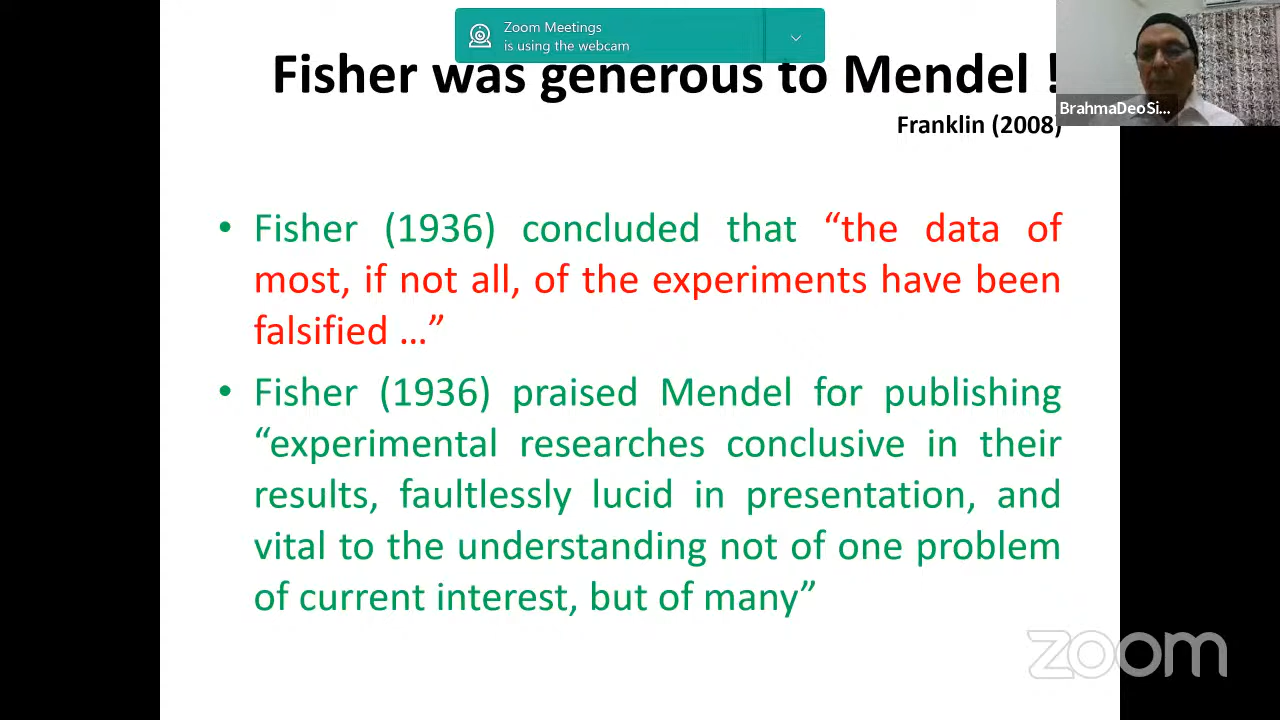 Zoom Meetings
is using the webcam
Fisher was generous to Mendel !
BrahmaDeoSi...
Franklin (2008)
• Fisher (1936) concluded that “the data of
most, if not all, of the experiments have been
falsified …”
• Fisher (1936) praised Mendel for publishing
“experimental researches conclusive in their
results, faultlessly lucid in presentation, and
vital to the understanding not of one problem
of current interest, but of many”
zoom